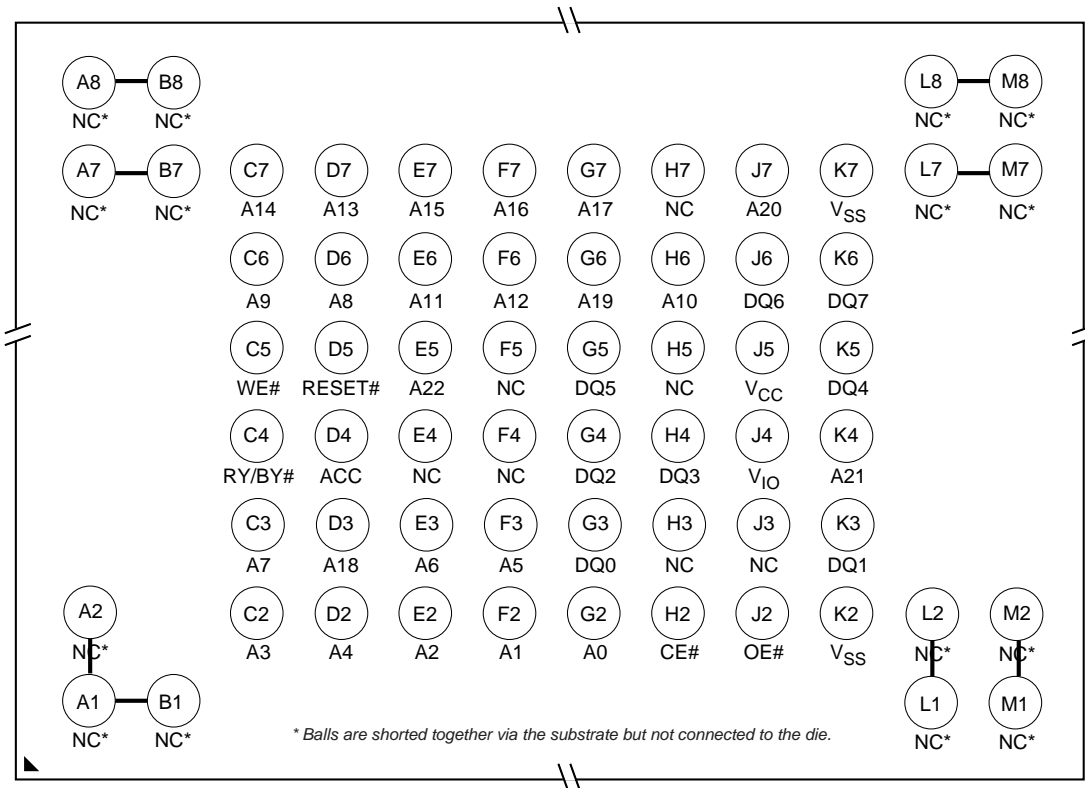 A8 B8 L8 M8
NC* NC* NC* NC*
A7 B7 C7 D7 E7 F7 G7 H7 J7 K7 L7 M7
NC* NC* A14 A13 A15 A16 A17 NC A20 VSS NC* NC*
C6 D6 E6 F6 G6 H6 J6 K6
A9 A8 A11 A12 A19 A10 DQ6 DQ7
C5 D5 E5 F5 G5 H5 J5 K5
WE# RESET# A22 NC DQ5 NC VCC DQ4
C4 D4 E4 F4 G4 H4 J4 K4
RY/BY# ACC NC NC DQ2 DQ3 VIO A21
C3 D3 E3 F3 G3 H3 J3 K3
A7 A18 A6 A5 DQ0 NC NC DQ1
A2 C2 D2 E2 F2 G2 H2 J2 K2 L2 M2
NC* A3 A4 A2 A1 A0 CE# OE# VSS NC* NC*
A1 B1 L1 M1
NC* NC* * Balls are shorted together via the substrate but not connected to the die. NC* NC*